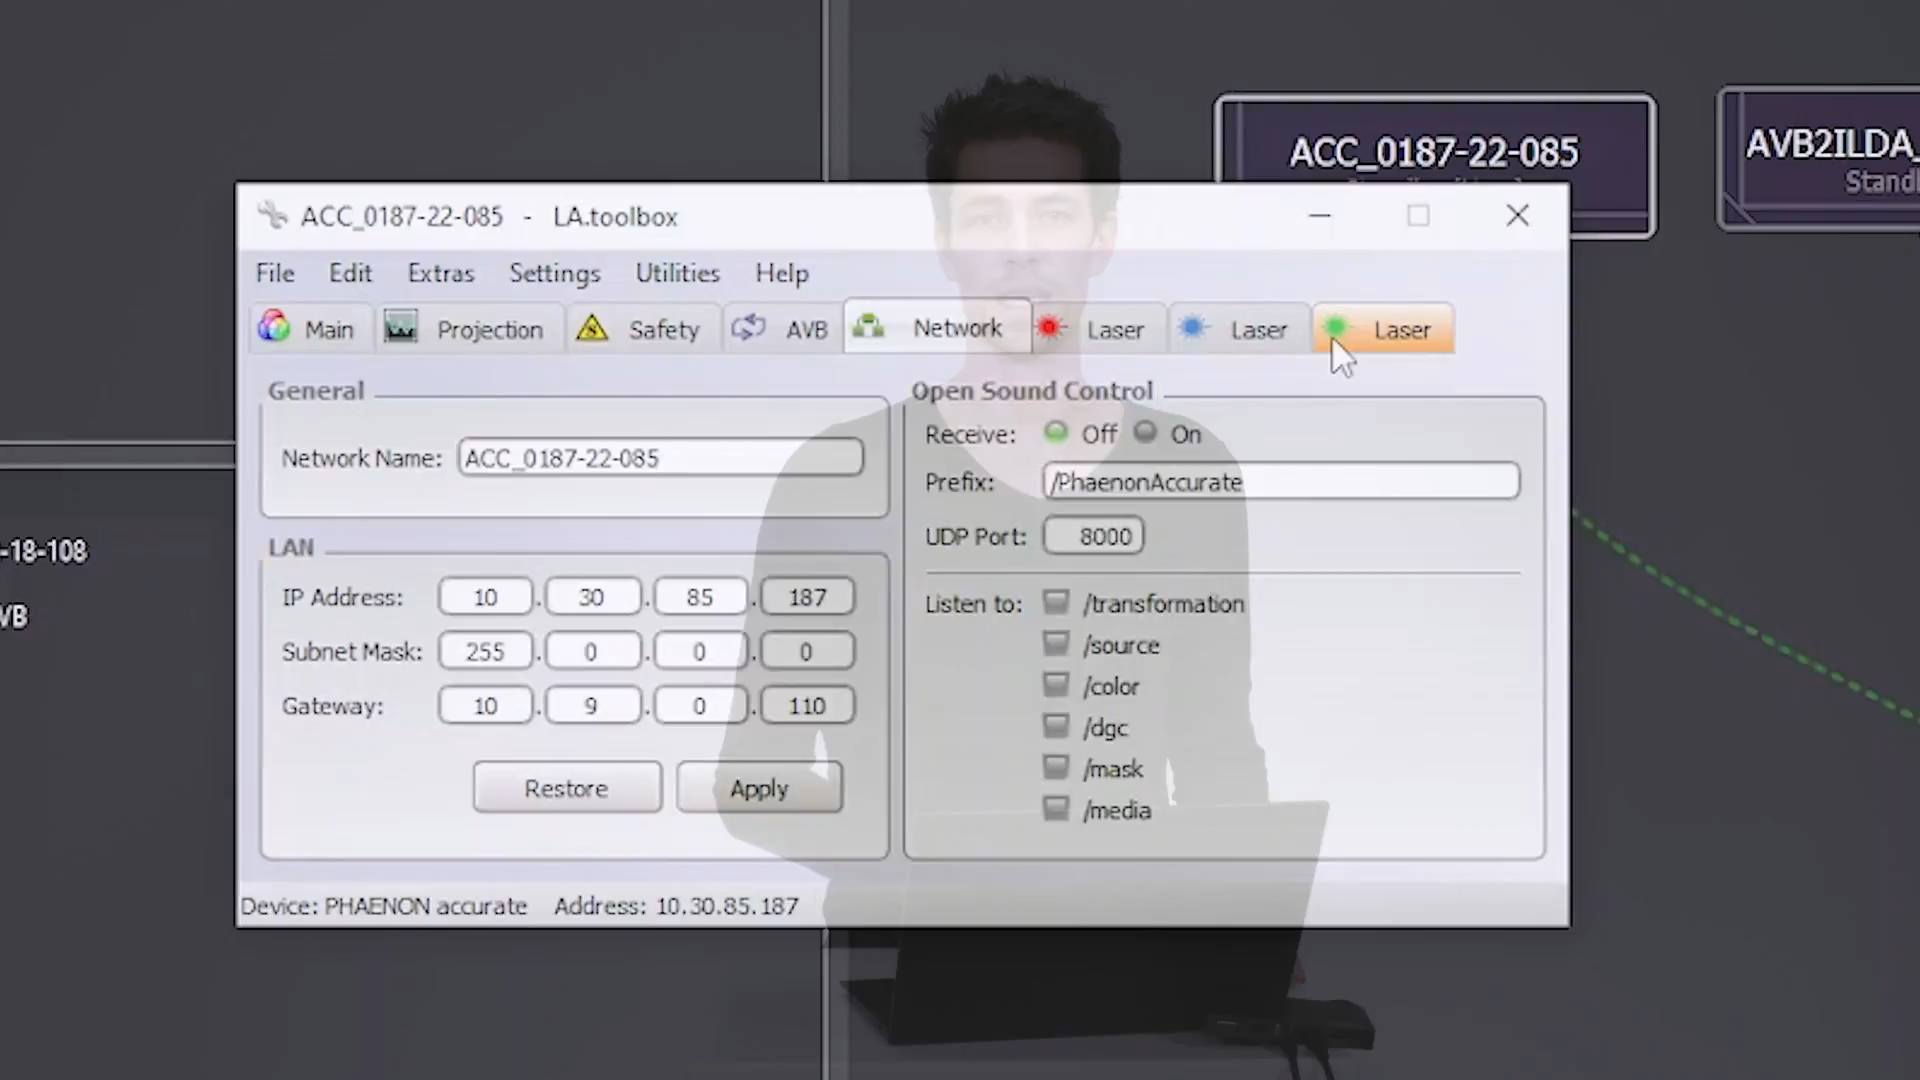 ACC_0187-22-085
AVB2ILDA_
Standl
ACC_0187-22-085 - LA.toolbox
File Edit Extras Settings Utilities Help
Main Projection Safety AVB Network Laser Laser Laser
General
Network Name: ACC_0187-22-085
LAN
IP Address: 10 . 30 . 85 . 187
Subnet Mask: 255 . 0 . 0 . 0
Gateway: 10 . 9 . 0 . 110
Restore Apply
Open Sound Control
Receive: Off On
Prefix: /PhaenonAccurate
UDP Port: 8000
Listen to: /transformation
/source
/color
/dgc
/mask
/media
Device: PHAENON accurate Address: 10.30.85.187
-18-108
VB